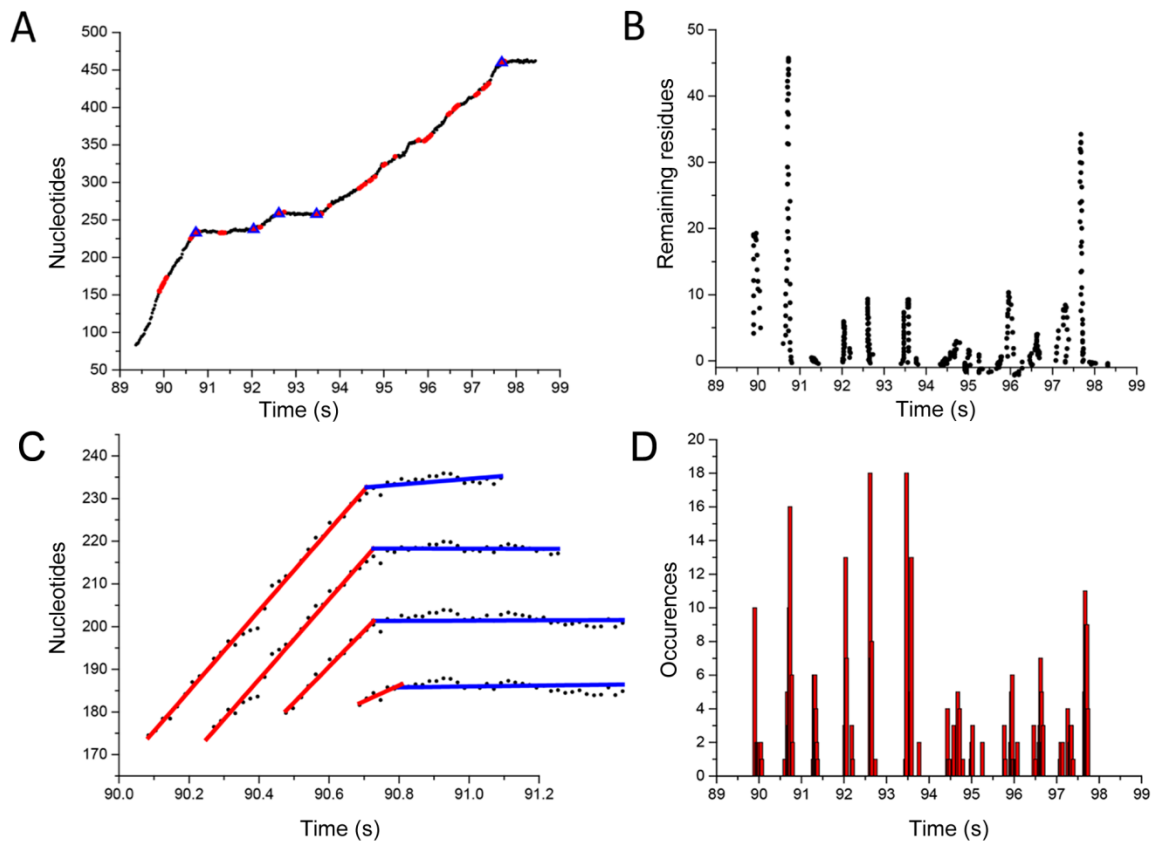 A
Nucleotides
500
450
400
350
300
250
200
150
100
50
89 90 91 92 93 94 95 96 97 98 99
Time (s)
B
Remaining residues
50
40
30
20
10
0
89 90 91 92 93 94 95 96 97 98 99
Time (s)
C
Nucleotides
240
230
220
210
200
190
180
170
90.0 90.2 90.4 90.6 90.8 91.0 91.2
Time (s)
D
Occurences
20
18
16
14
12
10
8
6
4
2
0
89 90 91 92 93 94 95 96 97 98 99
Time (s)